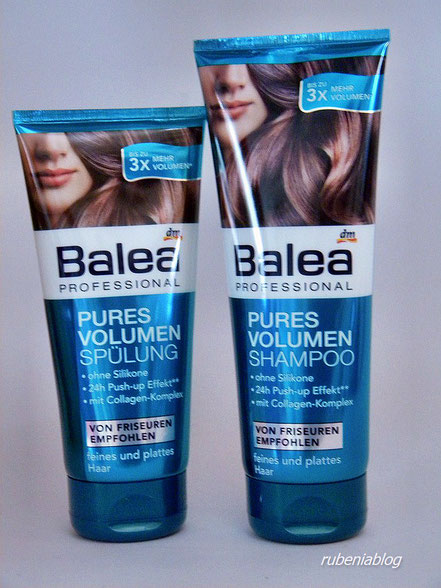 BIS ZU
3X MEHR
VOLUMEN*
dm
Balea
PROFESSIONAL
PURES
VOLUMEN
SPÜLUNG
• ohne Silikone
• 24h Push-up Effekt**
• mit Collagen-Komplex
VON FRISEUREN
EMPFOHLEN
feines und plattes
Haar
BIS ZU
3X MEHR
VOLUMEN*
dm
Balea
PROFESSIONAL
PURES
VOLUMEN
SHAMPOO
• ohne Silikone
• 24h Push-up Effekt**
• mit Collagen-Komplex
VON FRISEUREN
EMPFOHLEN
feines und plattes
Haar
rubeniablog